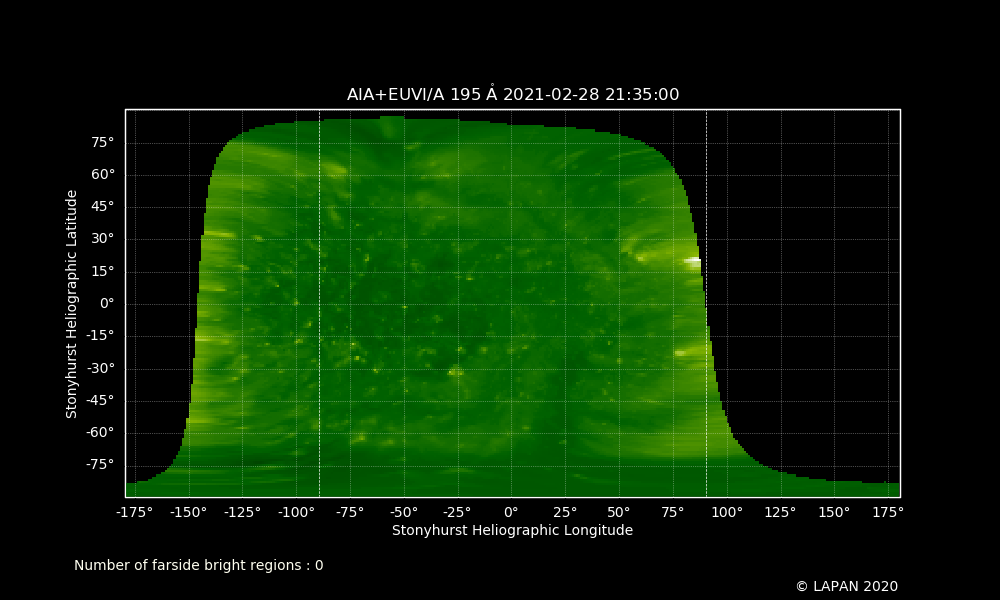 AIA+EUVI/A 195 Å 2021-02-28 21:35:00
Stonyhurst Heliographic Latitude
75°
60°
45°
30°
15°
0°
-15°
-30°
-45°
-60°
-75°
-175° -150° -125° -100° -75° -50° -25° 0° 25° 50° 75° 100° 125° 150° 175°
Stonyhurst Heliographic Longitude
Number of farside bright regions : 0
© LAPAN 2020